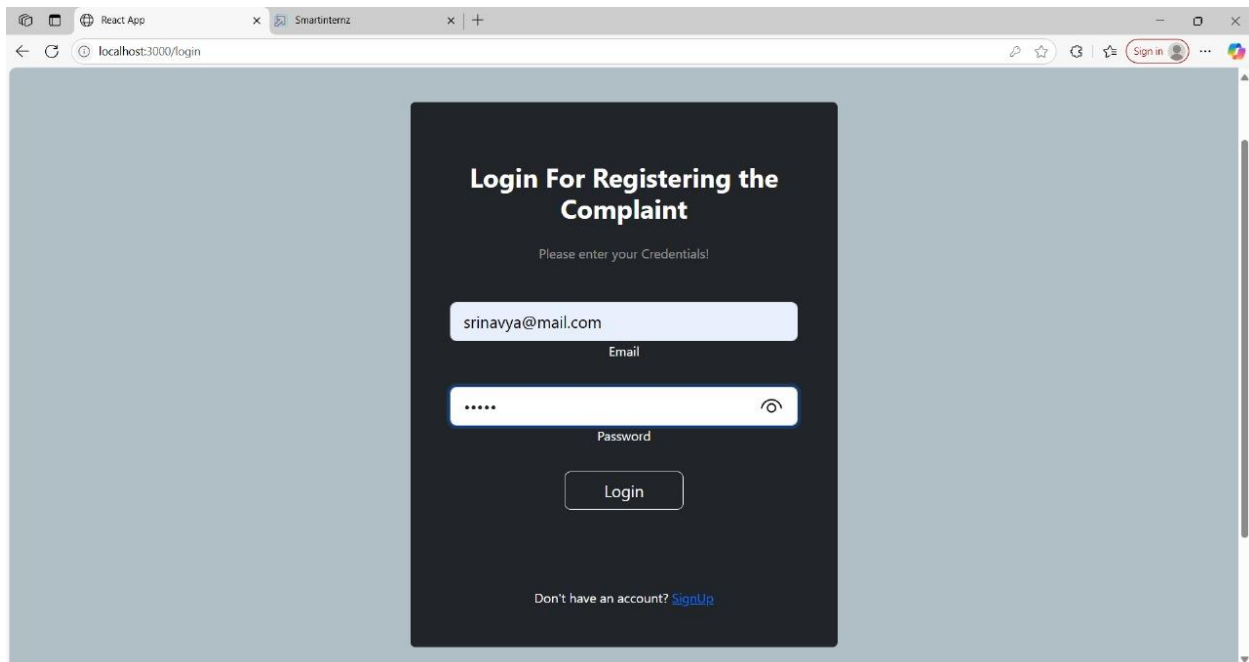 React App
Smartinternz
localhost:3000/login
Sign in
Login For Registering the
Complaint
Please enter your Credentials!
srinavya@mail.com
Email
•••••
Password
Login
Don't have an account? SignUp